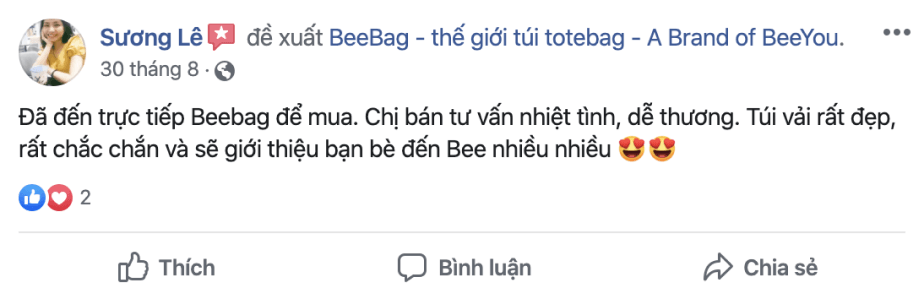 Sương Lê đề xuất BeeBag - thế giới túi totebag - A Brand of BeeYou.
30 tháng 8 ·
Đã đến trực tiếp Beebag để mua. Chị bán tư vấn nhiệt tình, dễ thương. Túi vải rất đẹp,
rất chắc chắn và sẽ giới thiệu bạn bè đến Bee nhiều nhiều 😍😍
2
Thích Bình luận Chia sẻ